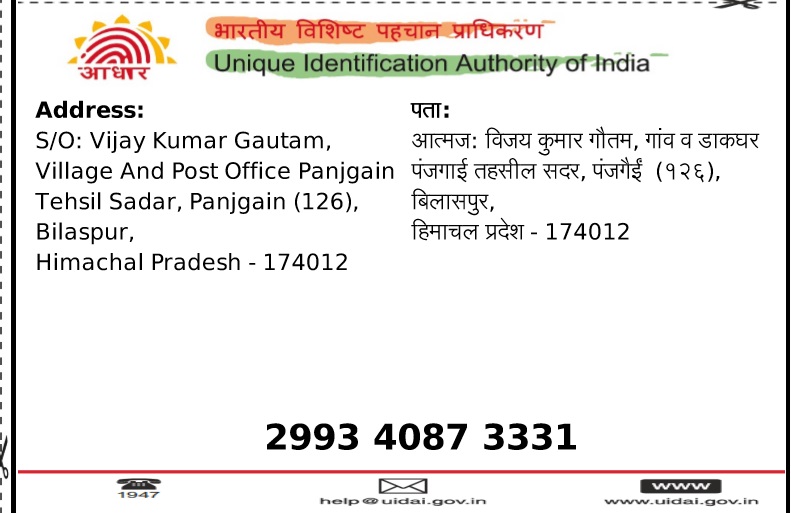 भारतीय विशिष्ट पहचान प्राधिकरण
Unique Identification Authority of India
आधार
Address:
S/O: Vijay Kumar Gautam,
Village And Post Office Panjgain
Tehsil Sadar, Panjgain (126),
Bilaspur,
Himachal Pradesh - 174012
पता:
आत्मज: विजय कुमार गौतम, गांव व डाकघर
पंजगाई तहसील सदर, पंजगैईं (१२६),
बिलासपुर,
हिमाचल प्रदेश - 174012
2993 4087 3331
1947
help@uidai.gov.in
www
www.uidai.gov.in